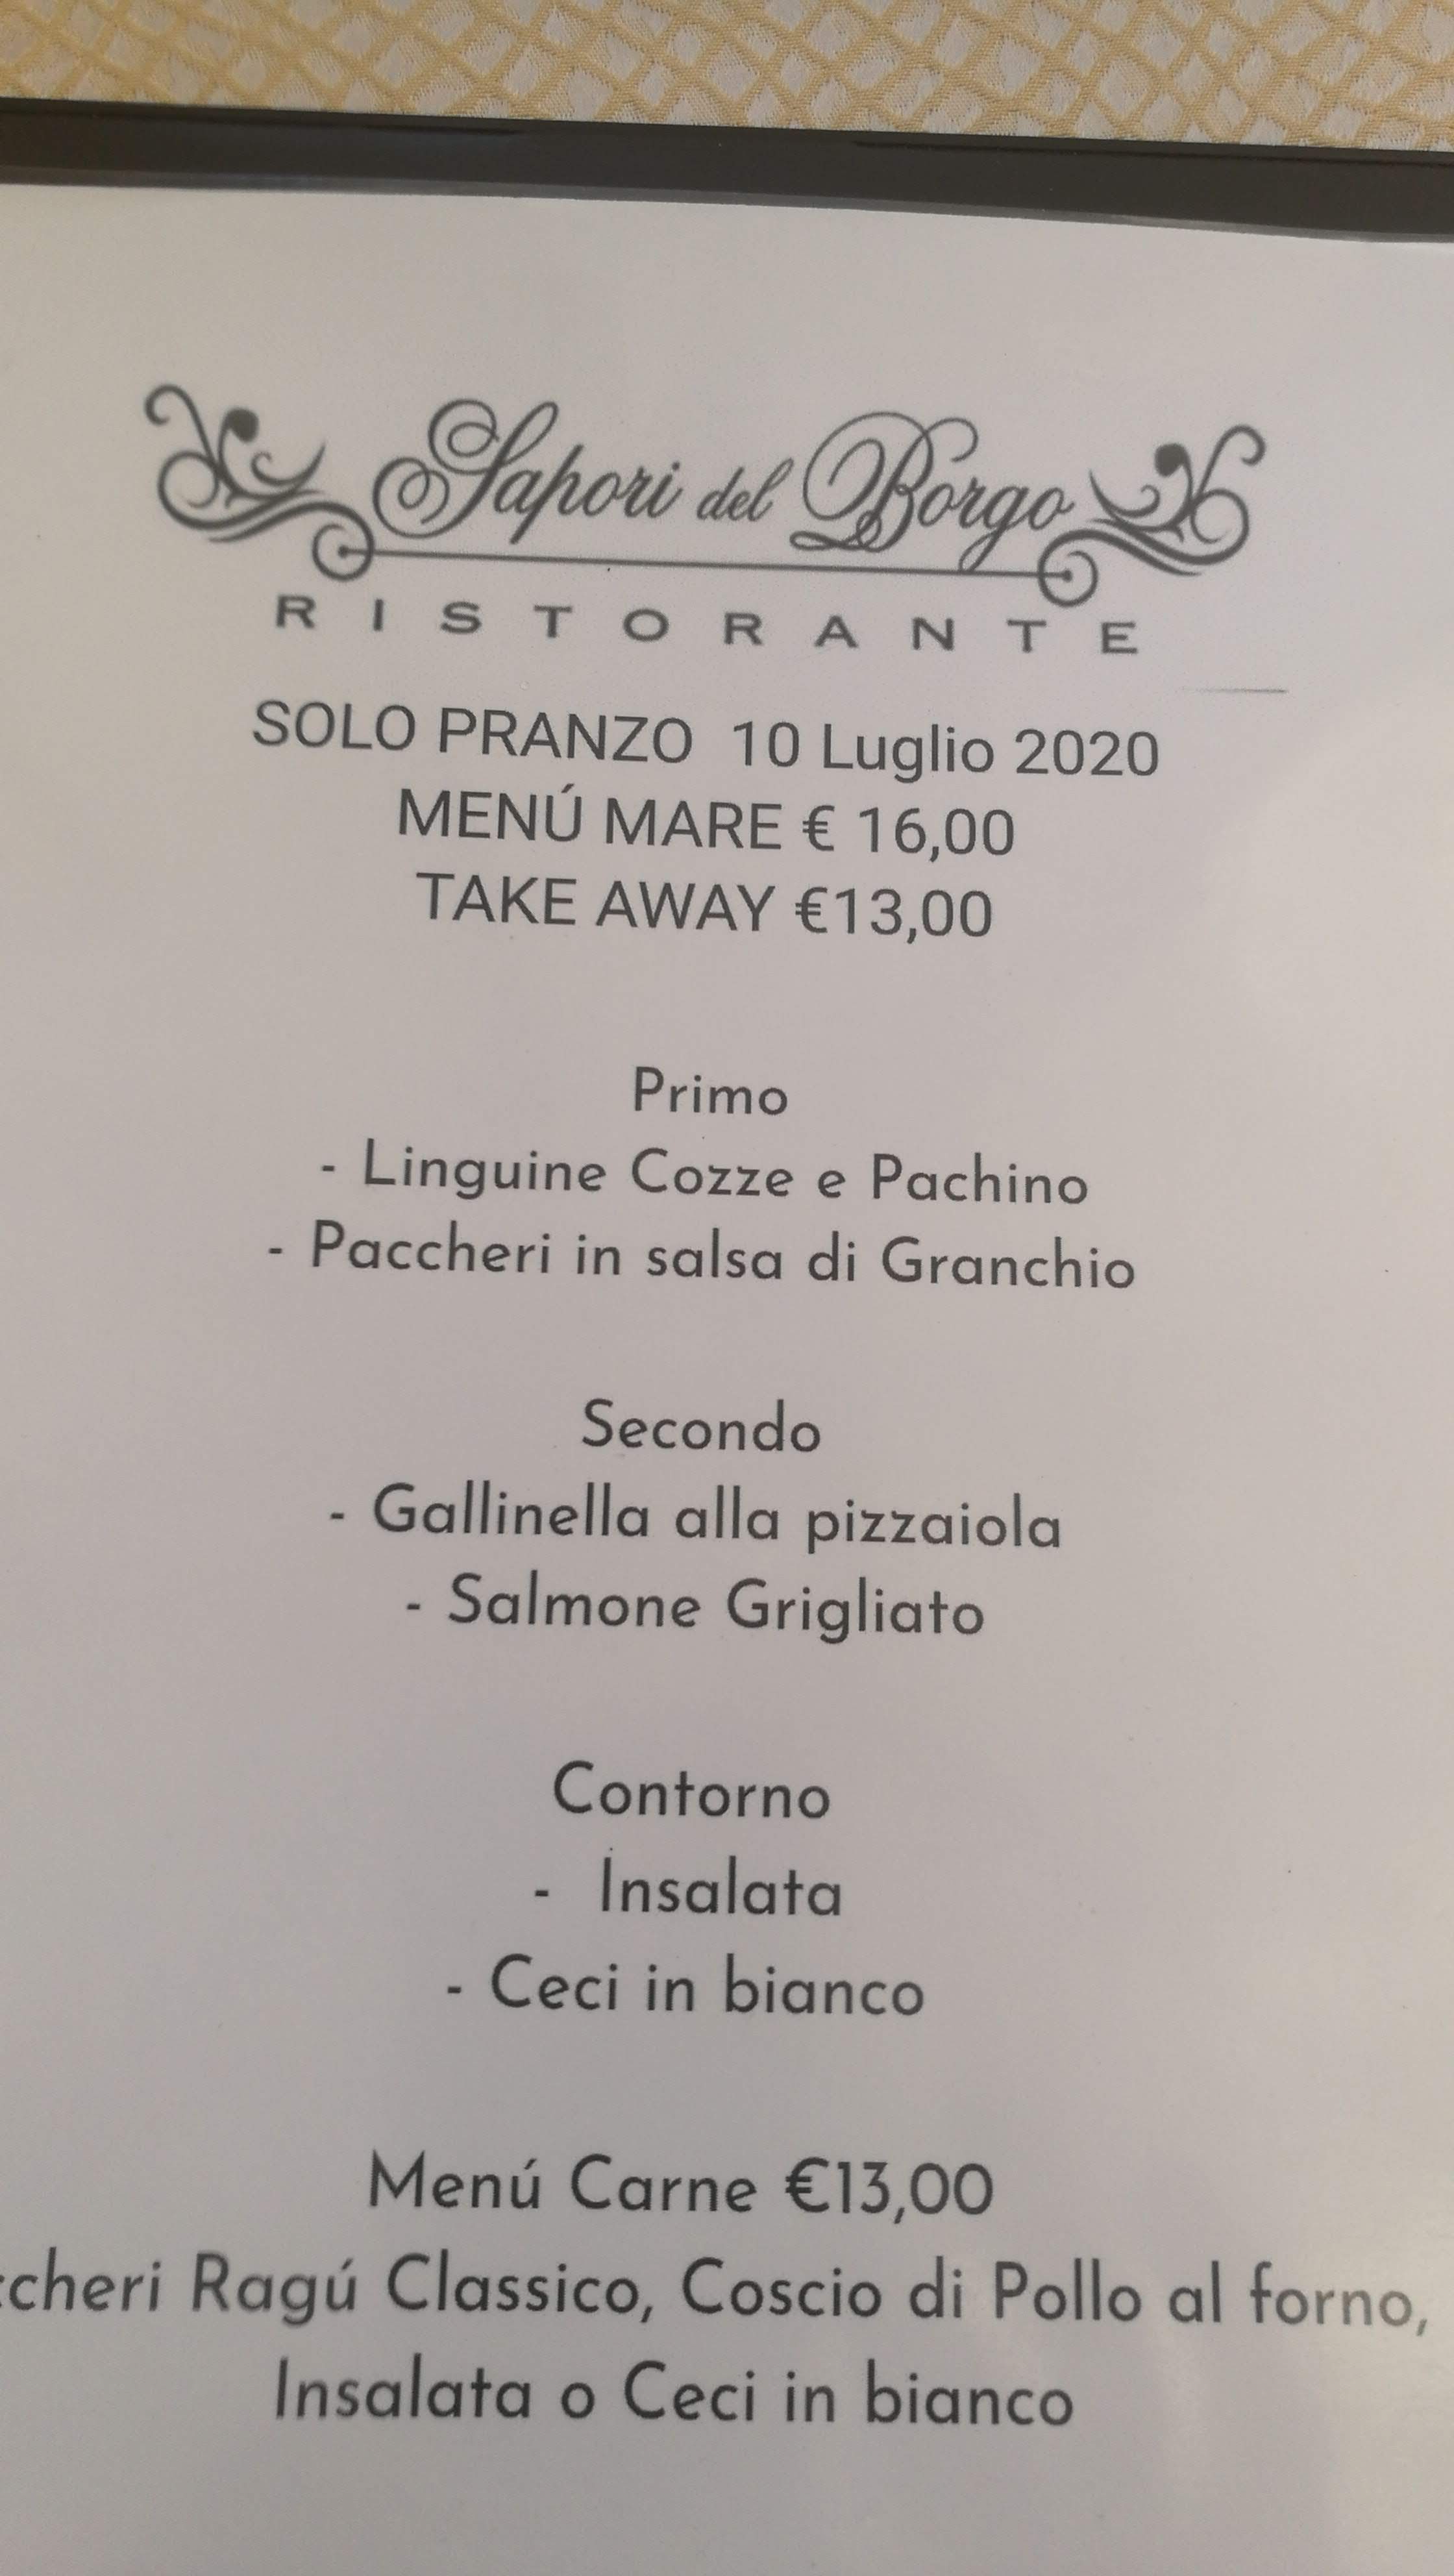 Sapori del Borgo
RISTORANTE
SOLO PRANZO 10 Luglio 2020
MENÚ MARE € 16,00
TAKE AWAY €13,00
Primo
- Linguine Cozze e Pachino
- Paccheri in salsa di Granchio
Secondo
- Gallinella alla pizzaiola
- Salmone Grigliato
Contorno
- Insalata
- Ceci in bianco
Menú Carne €13,00
ccheri Ragú Classico, Coscio di Pollo al forno,
Insalata o Ceci in bianco